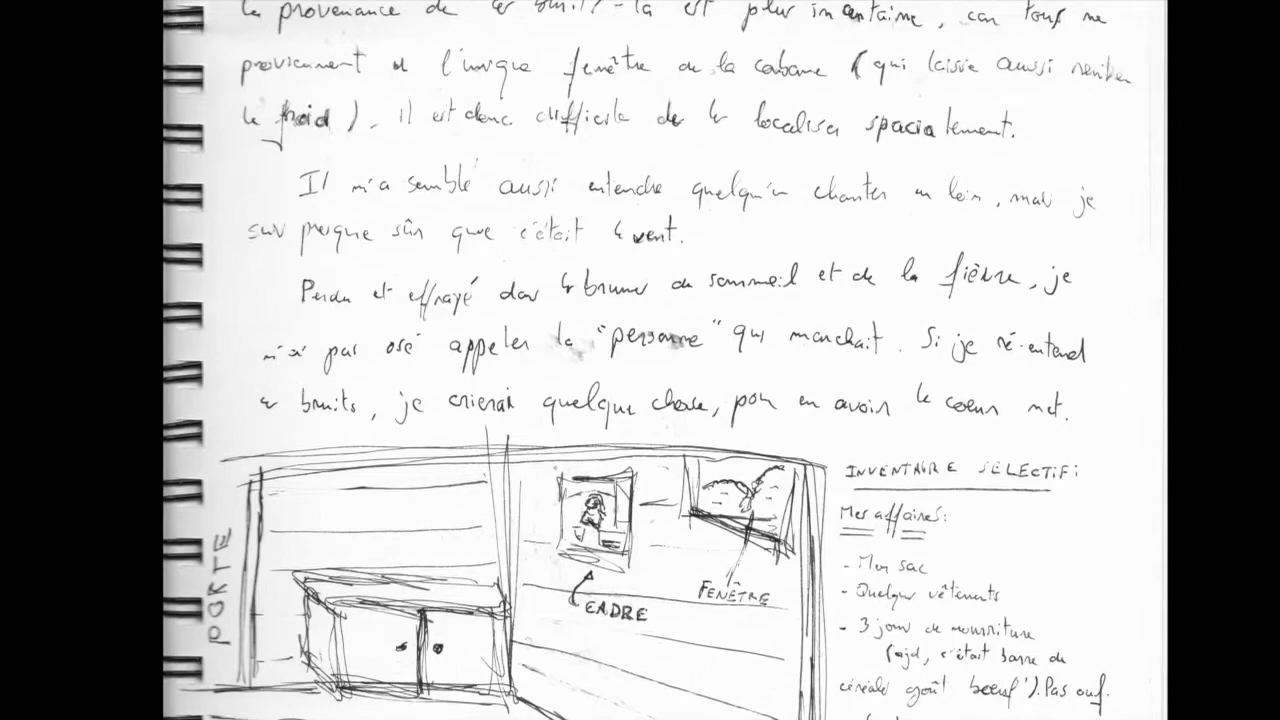 la provenance de ces bruits-là est plus incertaine, car tous me
proviennent de l'unique fenêtre de la cabane (qui laisse aussi rentrer
le froid). Il est donc difficile de les localiser spacialement.
Il m'a semblé aussi entendre quelqu'un chanter au loin, mais je
suis presque sûr que c'était le vent.
Perdu et effrayé dans les brumes du sommeil et de la fièvre, je
n'ai pas osé appeler la "personne" qui marchait. Si je ré-entend
ces bruits, je crierai quelque chose, pour en avoir le coeur net.
PORTE
CADRE
FENÊTRE
INVENTAIRE SÉLECTIF:
Mes affaires:
- Mon sac
- Quelques vêtements
- 3 jours de nourriture
(ajd, c'était barre de
céréale goût "boeuf"). Pas ouf.